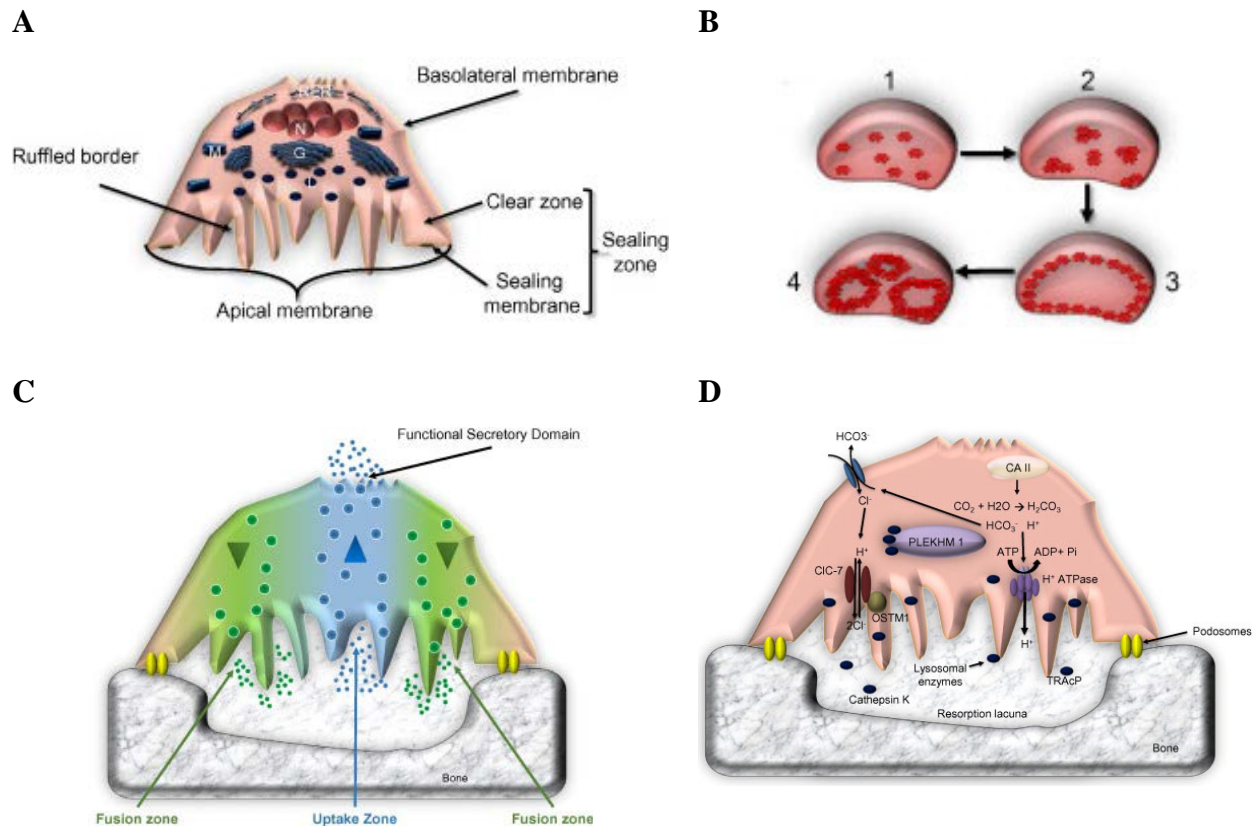 A
RER
N
M
G
L
Basolateral membrane
Ruffled border
Clear zone
Sealing
zone
Sealing
membrane
Apical membrane
B
1
2
4
3
C
Functional Secretory Domain
Bone
Fusion zone
Uptake Zone
Fusion zone
D
HCO3-
CA II
Cl-
CO2 + H2O → H2CO3
HCO3- H+
PLEKHM 1
ATP
ADP+ Pi
H+
ClC-7
H+ ATPase
OSTM1
2Cl-
H+
Podosomes
Lysosomal
enzymes
TRAcP
Cathepsin K
Resorption lacuna
Bone